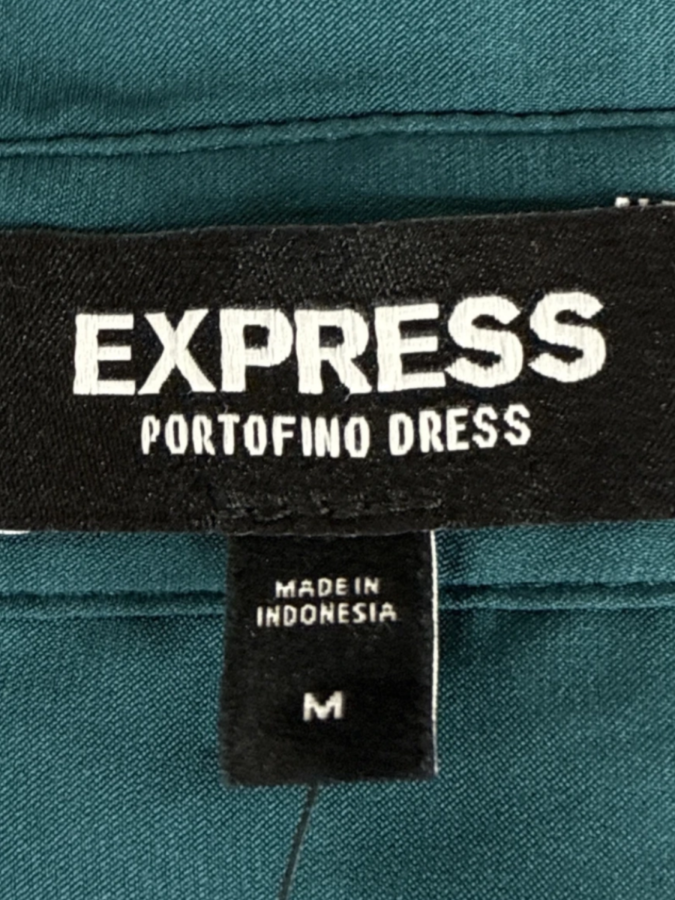 EXPRESS
PORTOFINO DRESS
MADE IN
INDONESIA
M